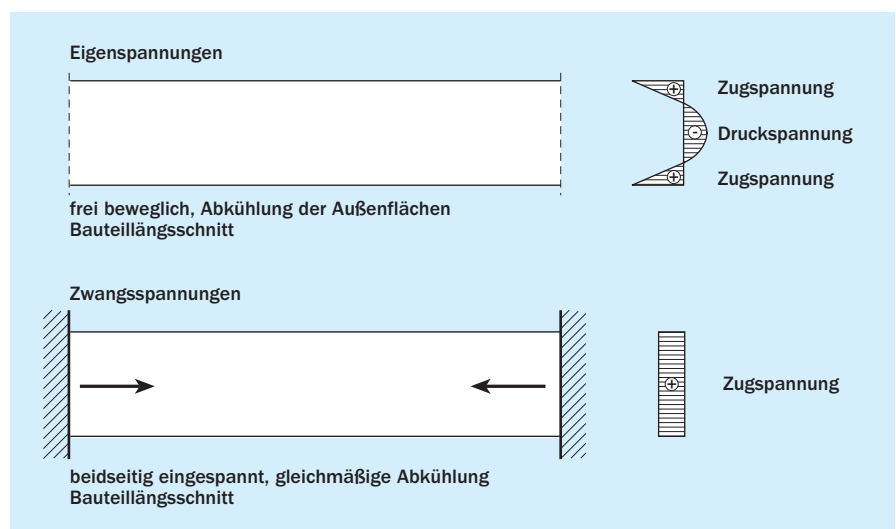 Eigenspannungen
Zugspannung
Druckspannung
Zugspannung
frei beweglich, Abkühlung der Außenflächen
Bauteillängsschnitt
Zwangsspannungen
Zugspannung
beidseitig eingespannt, gleichmäßige Abkühlung
Bauteillängsschnitt